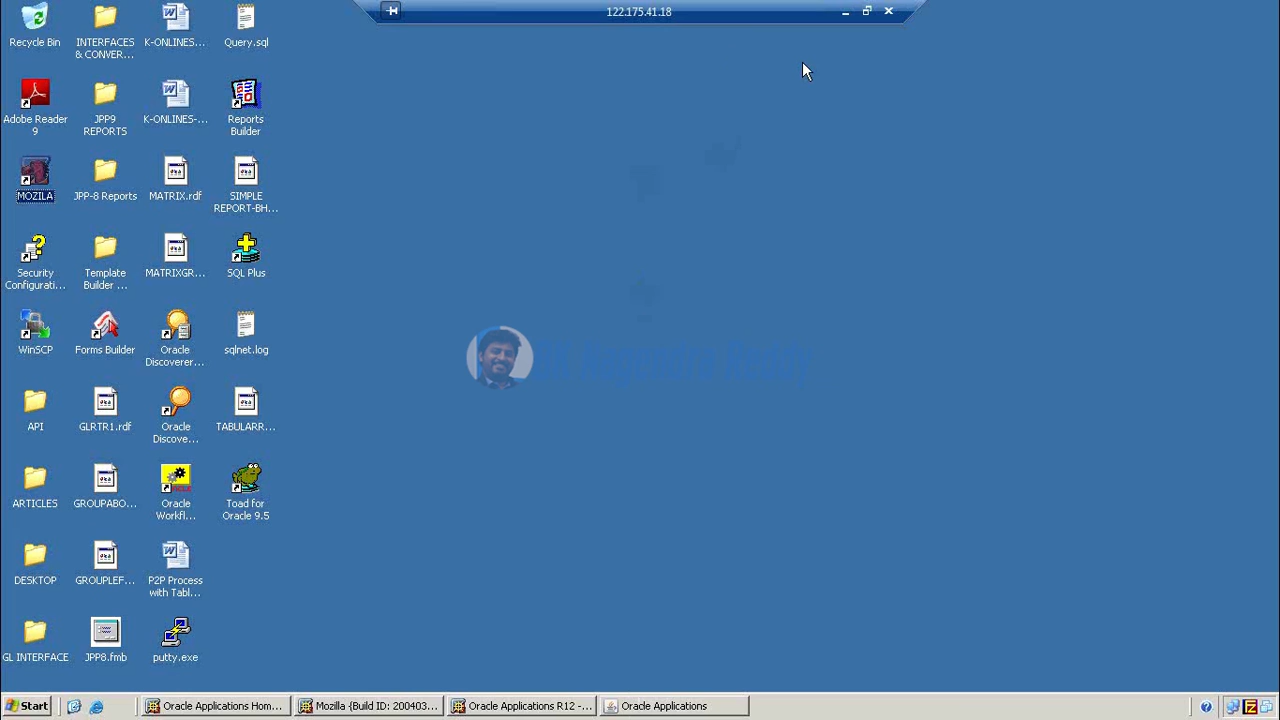 122.175.41.18
Recycle Bin
INTERFACES
& CONVER...
K-ONLINES...
Query.sql
Adobe Reader
9
JPP9
REPORTS
K-ONLINES-...
Reports
Builder
MOZILA
JPP-8 Reports
MATRIX.rdf
SIMPLE
REPORT-BH...
Security
Configurati...
Template
Builder ...
MATRIXGR...
SQL Plus
WinSCP
Forms Builder
Oracle
Discoverer...
sqlnet.log
API
GLRTR1.rdf
Oracle
Discove...
TABULARR...
ARTICLES
GROUPABO...
Oracle
Workfl...
Toad for
Oracle 9.5
DESKTOP
GROUPLEF...
P2P Process
with Tabl...
GL INTERFACE
JPP8.fmb
putty.exe
Start
Oracle Applications Hom...
Mozilla {Build ID: 200403...
Oracle Applications R12 -...
Oracle Applications